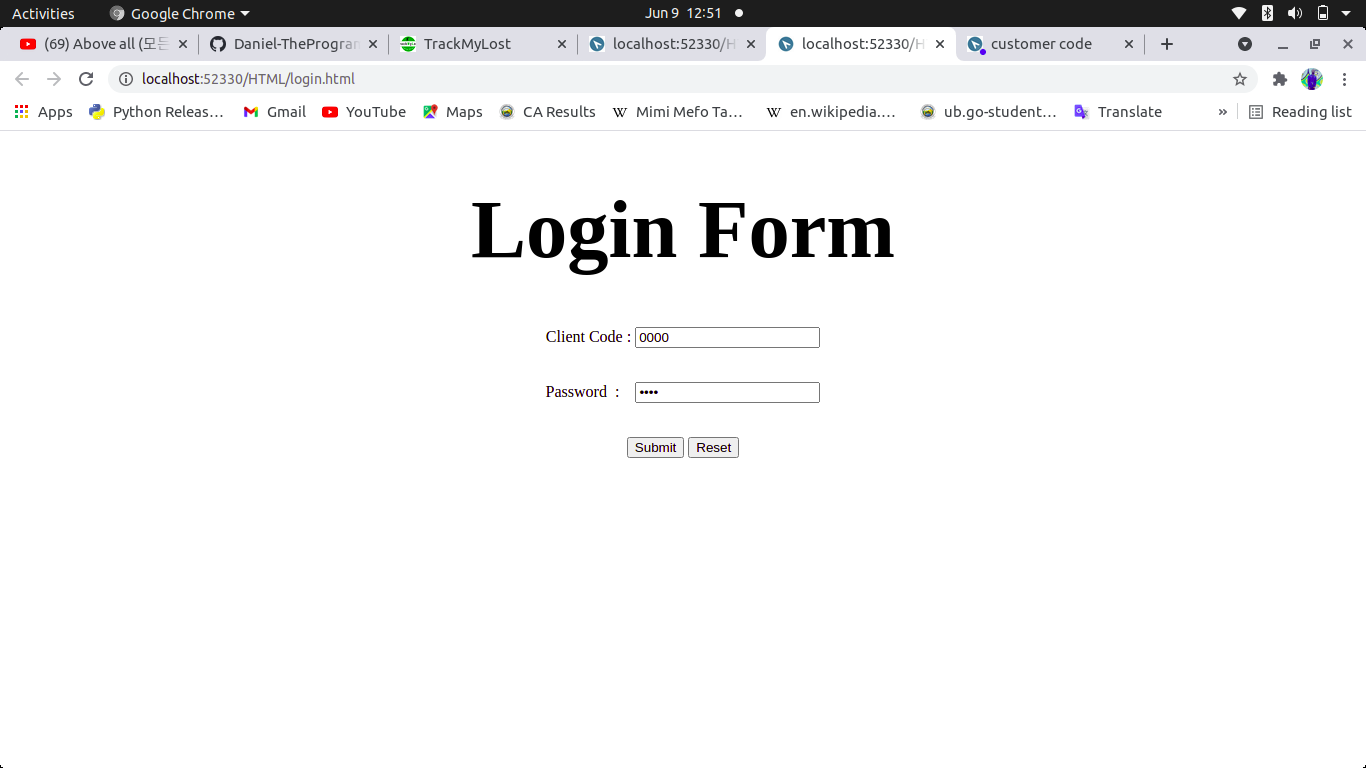 Activities Google Chrome Jun 9 12:51
(69) Above all (모든 Daniel-TheProgran TrackMyLost localhost:52330/H localhost:52330/H customer code
localhost:52330/HTML/login.html
Apps Python Releas… Gmail YouTube Maps CA Results Mimi Mefo Ta… en.wikipedia.… ub.go-student… Translate » Reading list
Login Form
Client Code : 0000
Password : ••••
Submit Reset